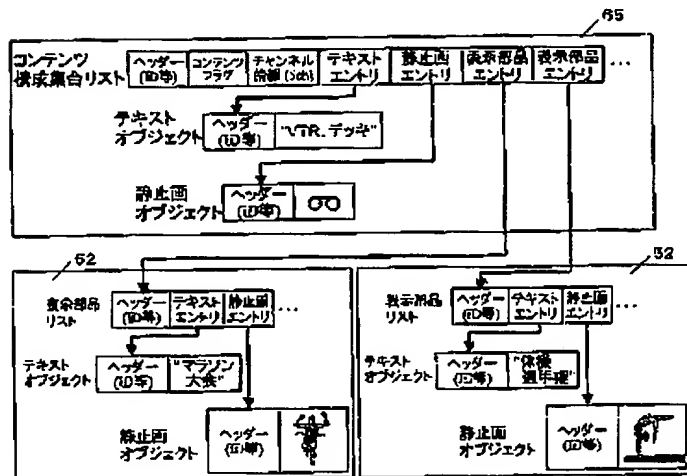 65
コンテンツ
構成集合リスト
ヘッダー
(ID等)
コンテンツ
フラグ
チャンネル
情報(3ch)
テキスト
エントリ
静止画
エントリ
表示部品
エントリ
表示部品
エントリ
...
テキスト
オブジェクト
ヘッダー
(ID等)
"VTR.デッキ"
静止画
オブジェクト
ヘッダー
(ID等)
62
表示部品
リスト
ヘッダー
(ID等)
テキスト
エントリ
静止画
エントリ
...
テキスト
オブジェクト
ヘッダー
(ID等)
"マラソン
大会"
静止画
オブジェクト
ヘッダー
(ID等)
62
表示部品
リスト
ヘッダー
(ID等)
テキスト
エントリ
静止画
エントリ
...
テキスト
オブジェクト
ヘッダー
(ID等)
静止画
オブジェクト
ヘッダー
(ID等)